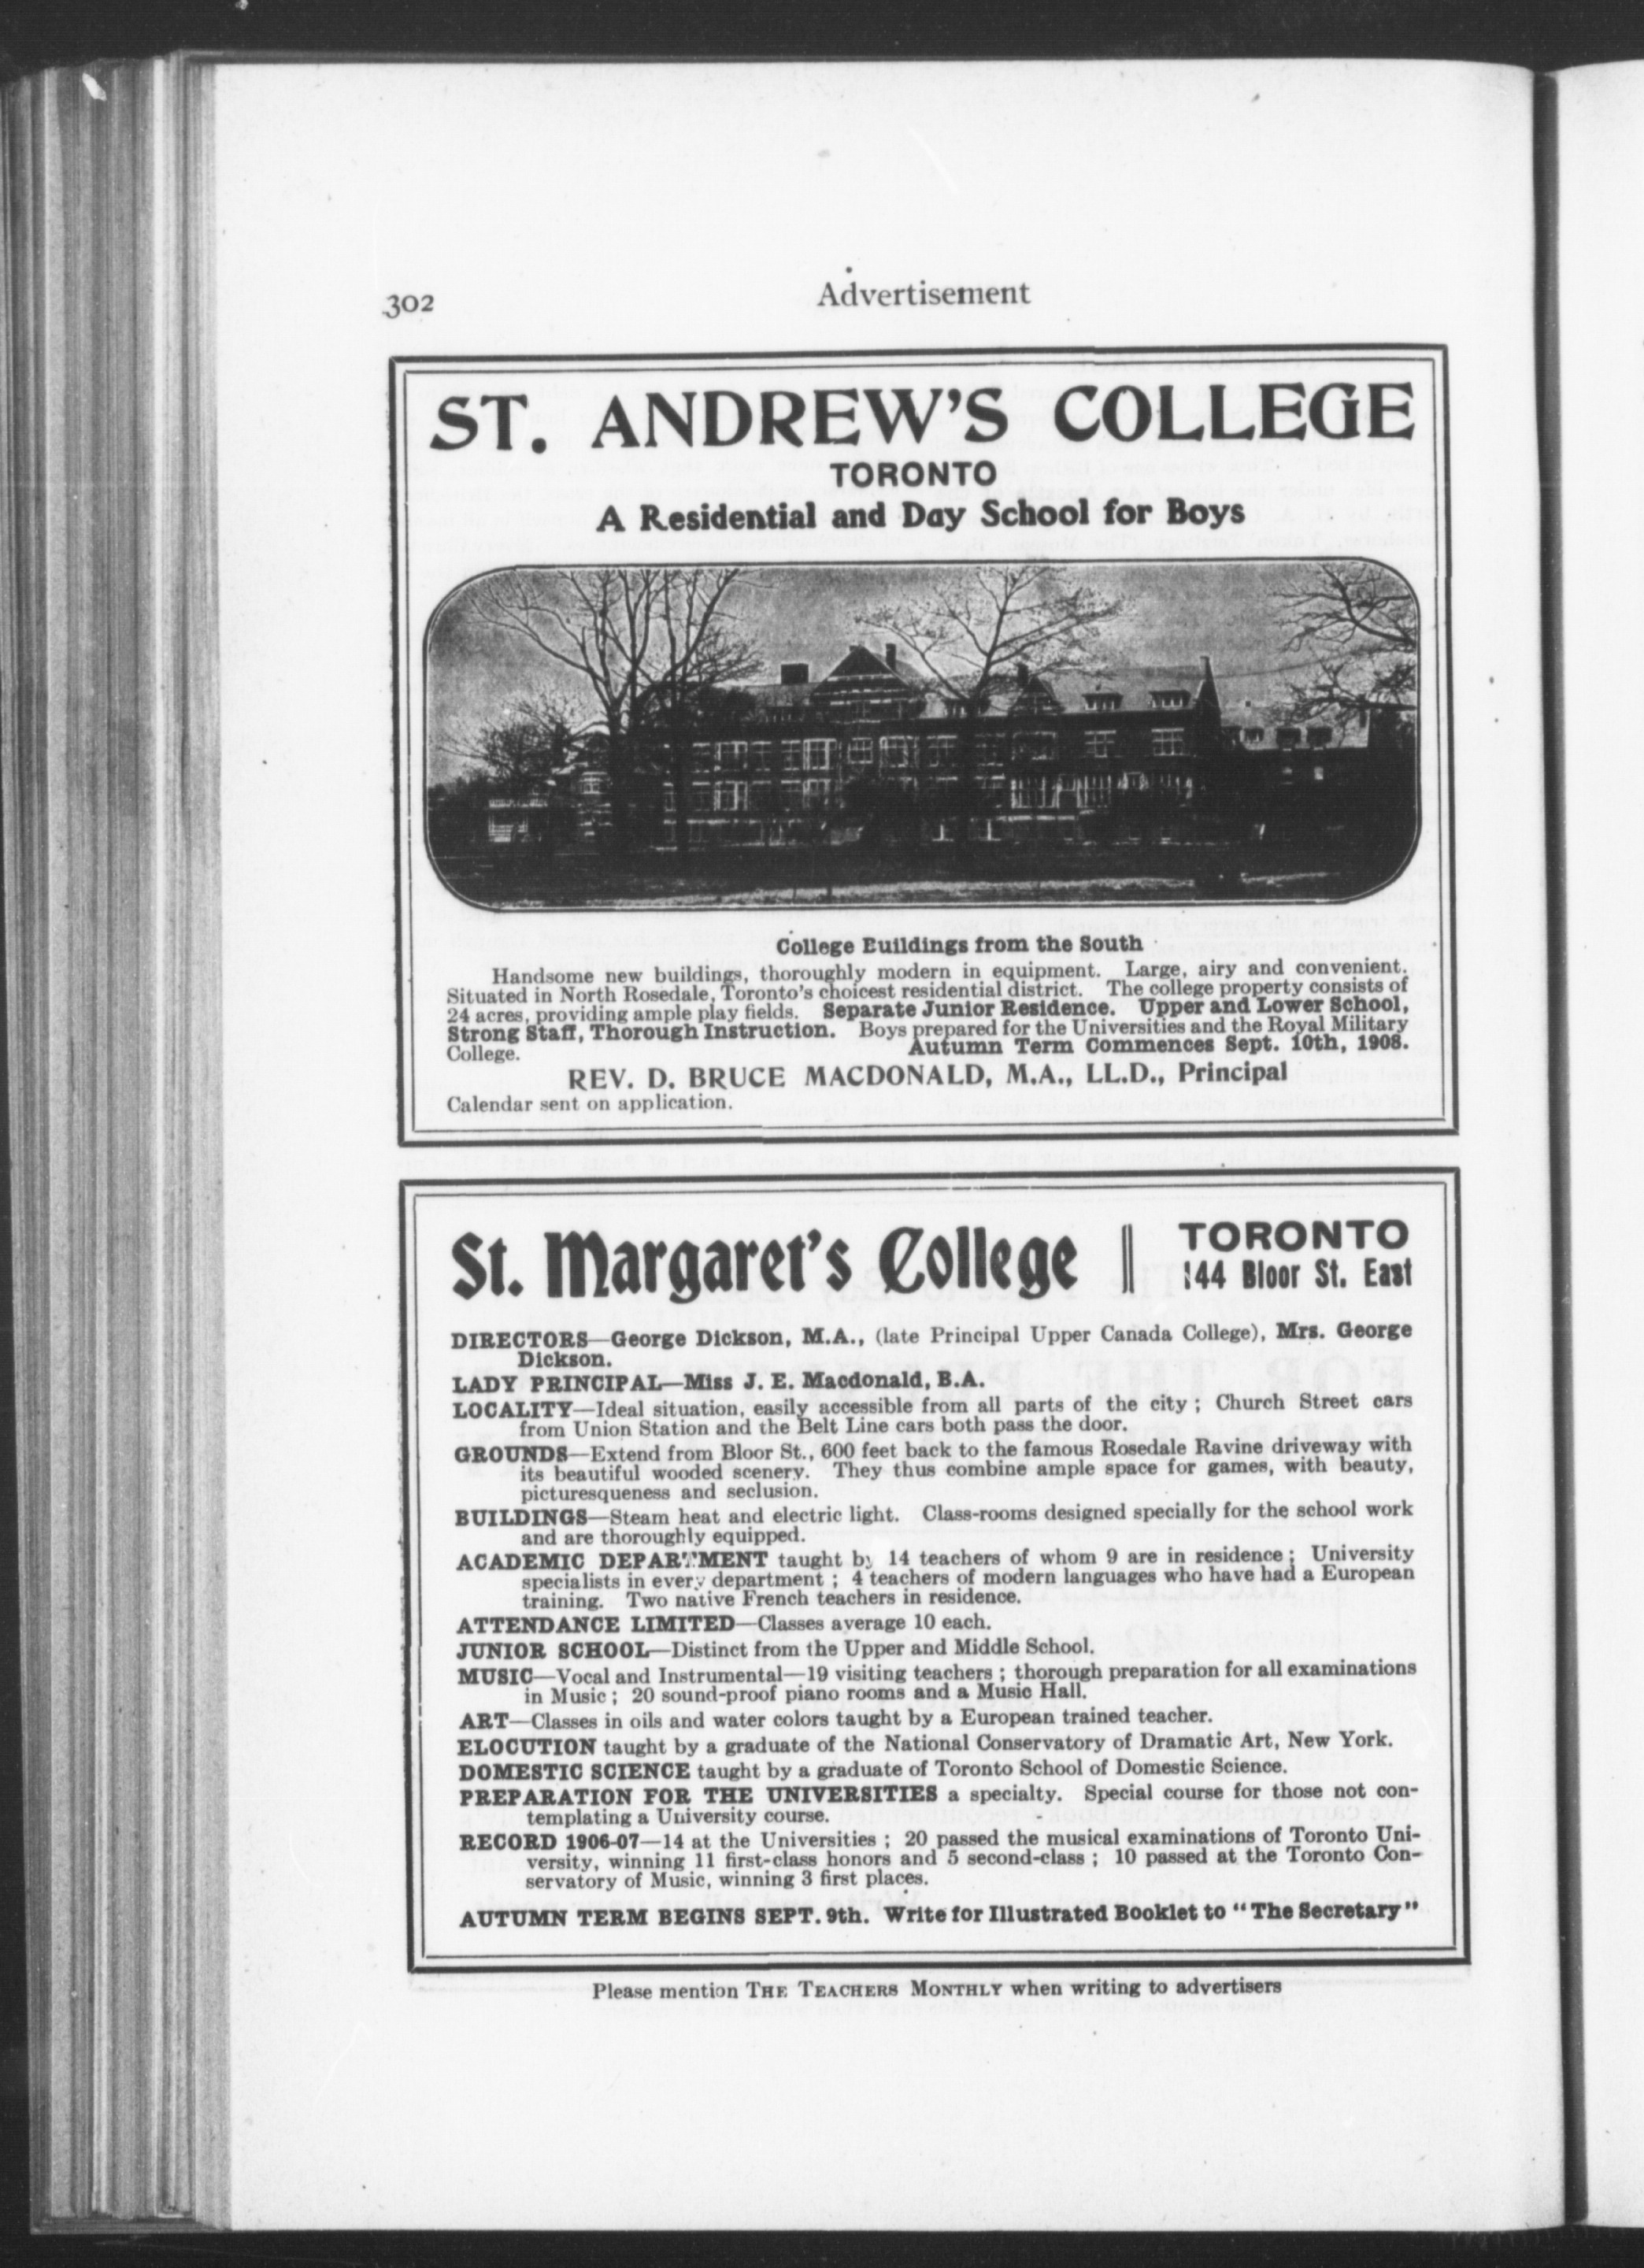 302
Advertisement
ST. ANDREW'S COLLEGE
TORONTO
A Residential and Day School for Boys
College Buildings from the South
Handsome new buildings, thoroughly modern in equipment. Large, airy and convenient.
Situated in North Rosedale, Toronto's choicest residential district. The college property consists of
24 acres, providing ample play fields. Separate Junior Residence. Upper and Lower School,
Strong Staff, Thorough Instruction. Boys prepared for the Universities and the Royal Military
College. Autumn Term Commences Sept. 10th, 1908.
REV. D. BRUCE MACDONALD, M.A., LL.D., Principal
Calendar sent on application.
St. Margaret's College || TORONTO
144 Bloor St. East
DIRECTORS—George Dickson, M.A., (late Principal Upper Canada College), Mrs. George
Dickson.
LADY PRINCIPAL—Miss J. E. Macdonald, B.A.
LOCALITY—Ideal situation, easily accessible from all parts of the city ; Church Street cars
from Union Station and the Belt Line cars both pass the door.
GROUNDS—Extend from Bloor St., 600 feet back to the famous Rosedale Ravine driveway with
its beautiful wooded scenery. They thus combine ample space for games, with beauty,
picturesqueness and seclusion.
BUILDINGS—Steam heat and electric light. Class-rooms designed specially for the school work
and are thoroughly equipped.
ACADEMIC DEPARTMENT taught by 14 teachers of whom 9 are in residence ; University
specialists in every department ; 4 teachers of modern languages who have had a European
training. Two native French teachers in residence.
ATTENDANCE LIMITED—Classes average 10 each.
JUNIOR SCHOOL—Distinct from the Upper and Middle School.
MUSIC—Vocal and Instrumental—19 visiting teachers ; thorough preparation for all examinations
in Music ; 20 sound-proof piano rooms and a Music Hall.
ART—Classes in oils and water colors taught by a European trained teacher.
ELOCUTION taught by a graduate of the National Conservatory of Dramatic Art, New York.
DOMESTIC SCIENCE taught by a graduate of Toronto School of Domestic Science.
PREPARATION FOR THE UNIVERSITIES a specialty. Special course for those not con-
templating a University course.
RECORD 1906-07—14 at the Universities ; 20 passed the musical examinations of Toronto Uni-
versity, winning 11 first-class honors and 5 second-class ; 10 passed at the Toronto Con-
servatory of Music, winning 3 first places.
AUTUMN TERM BEGINS SEPT. 9th. Write for Illustrated Booklet to "The Secretary"
Please mention THE TEACHERS MONTHLY when writing to advertisers